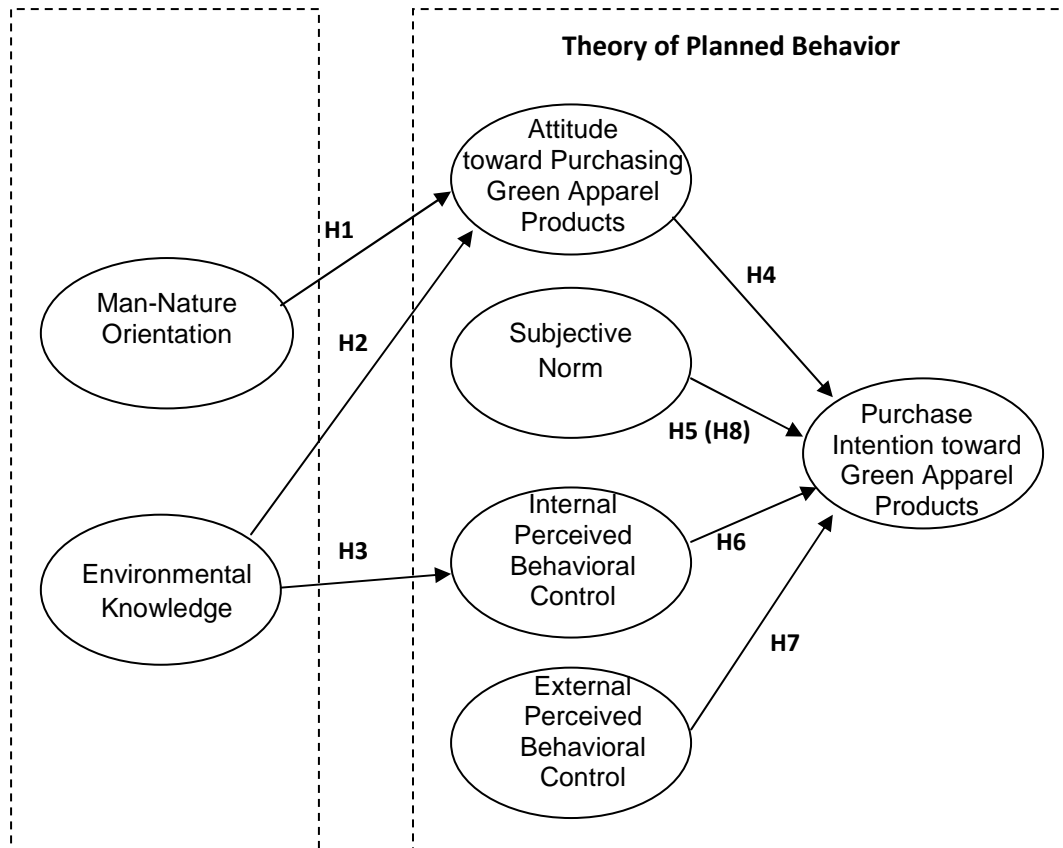 Theory of Planned Behavior
Attitude
toward Purchasing
Green Apparel
Products
H1
H4
Man-Nature
Orientation
H2
Subjective
Norm
H5 (H8)
Purchase
Intention toward
Green Apparel
Products
Internal
Perceived
Behavioral
Control
H6
H3
Environmental
Knowledge
H7
External
Perceived
Behavioral
Control